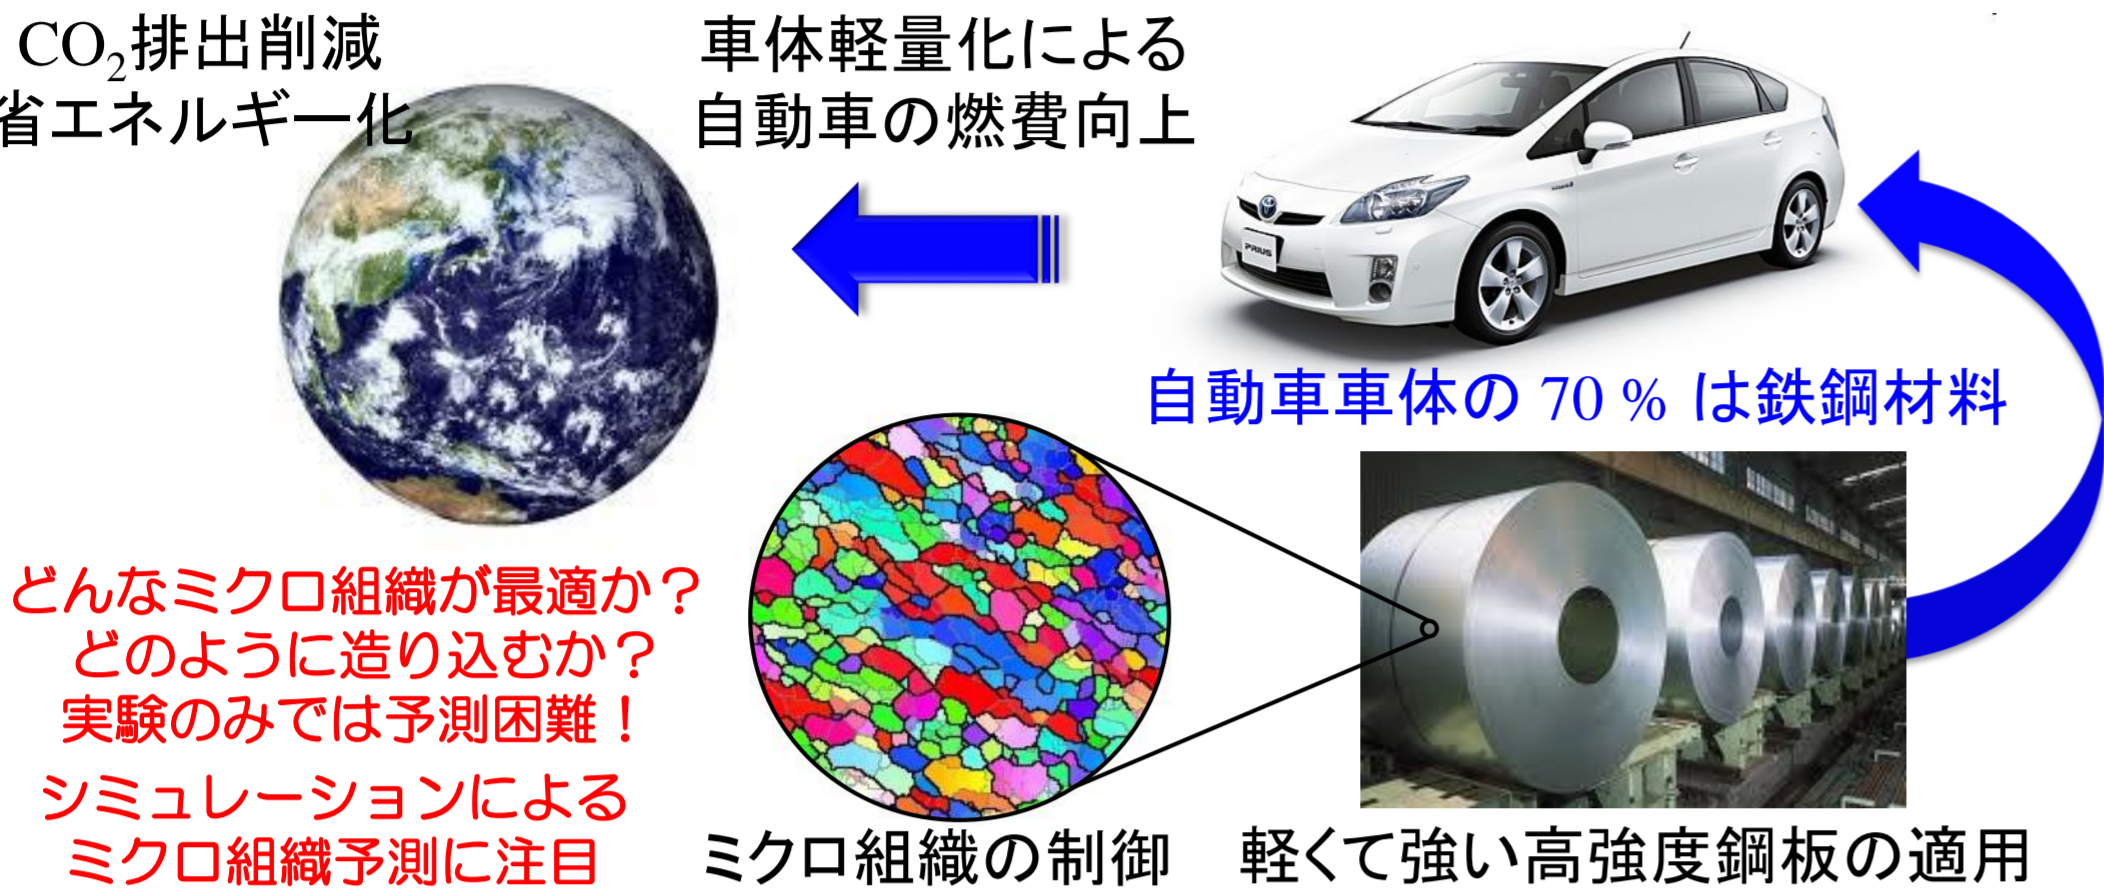 CO₂排出削減
省エネルギー化
車体軽量化による
自動車の燃費向上
PRIUS
自動車車体の 70 % は鉄鋼材料
どんなミクロ組織が最適か？
どのように造り込むか？
実験のみでは予測困難！
シミュレーションによる
ミクロ組織予測に注目
ミクロ組織の制御
軽くて強い高強度鋼板の適用